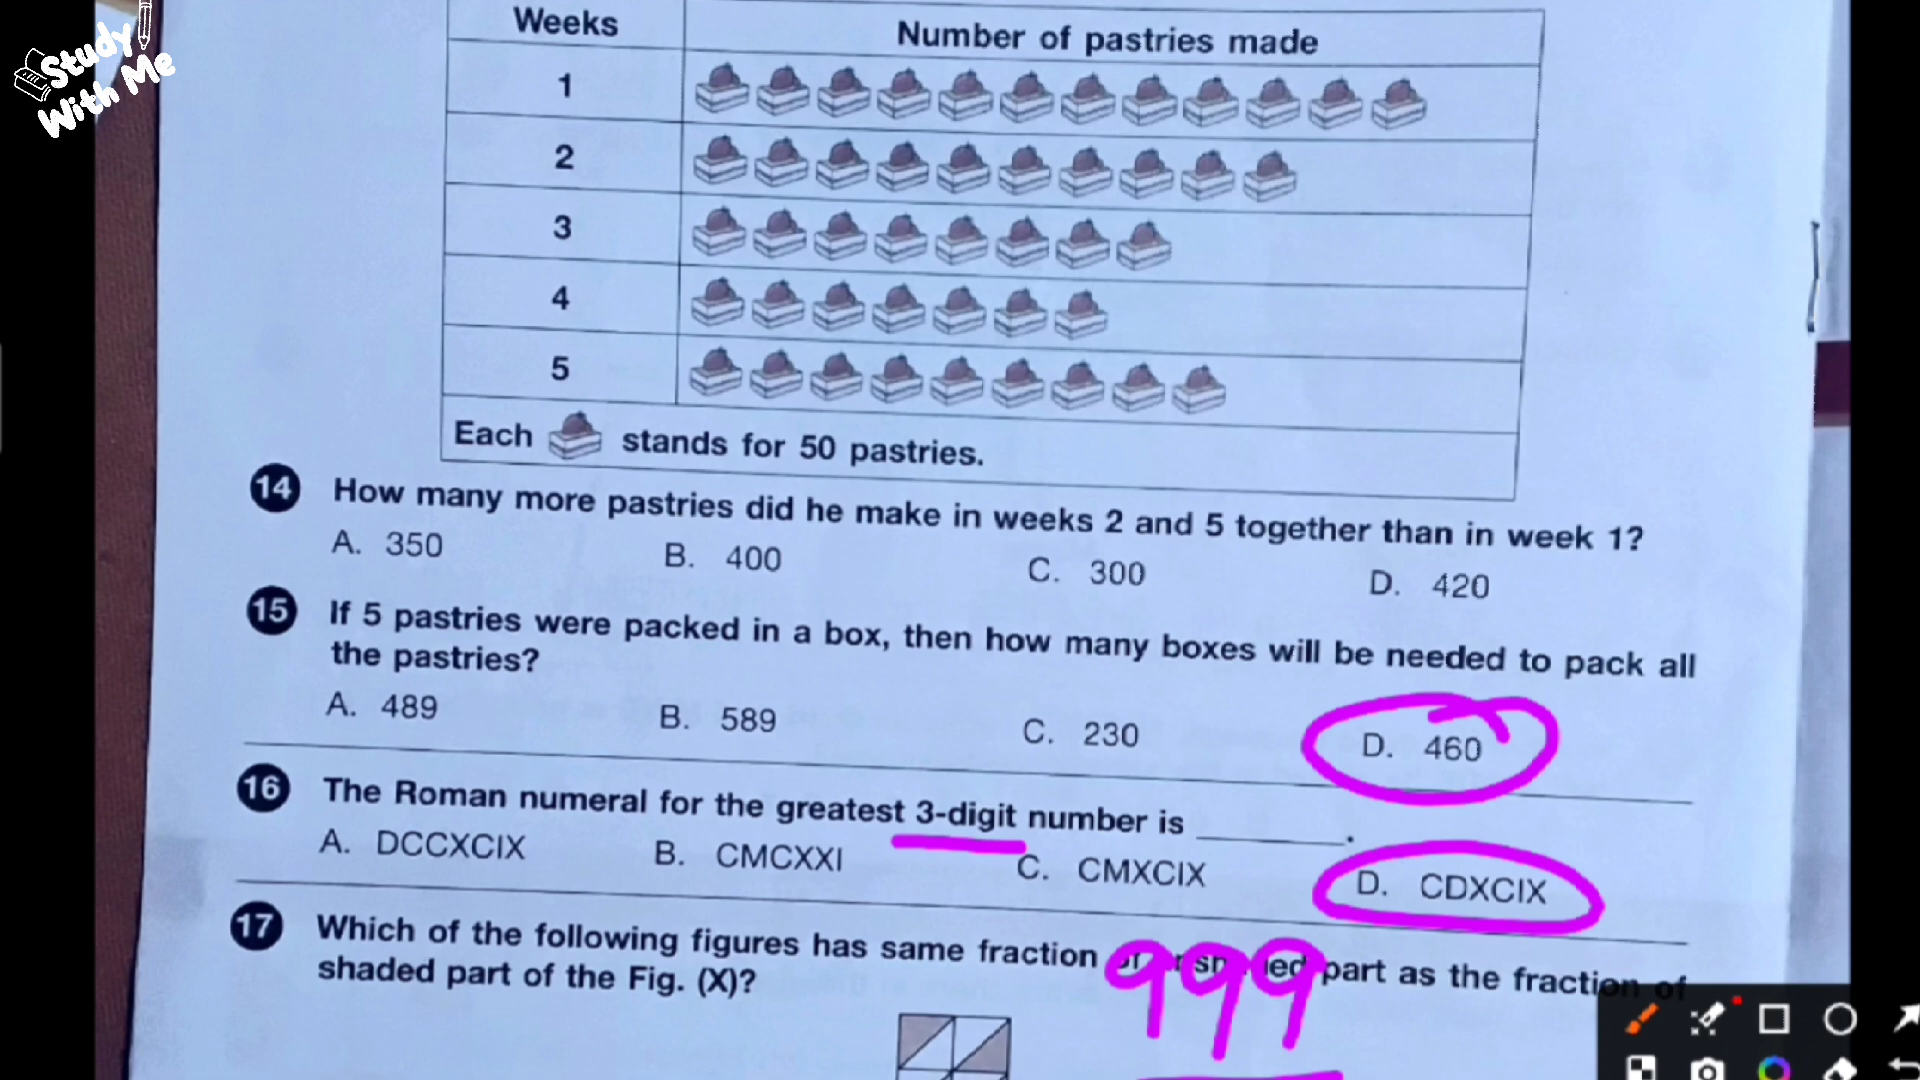 Study
With Me
Weeks Number of pastries made
1
2
3
4
5
Each stands for 50 pastries.
14 How many more pastries did he make in weeks 2 and 5 together than in week 1?
A. 350 B. 400 C. 300 D. 420
15 If 5 pastries were packed in a box, then how many boxes will be needed to pack all
the pastries?
A. 489 B. 589 C. 230 D. 460
16 The Roman numeral for the greatest 3-digit number is ________.
A. DCCXCIX B. CMCXXI C. CMXCIX D. CDXCIX
17 Which of the following figures has same fraction part as the fraction of
shaded part of the Fig. (X)?
999